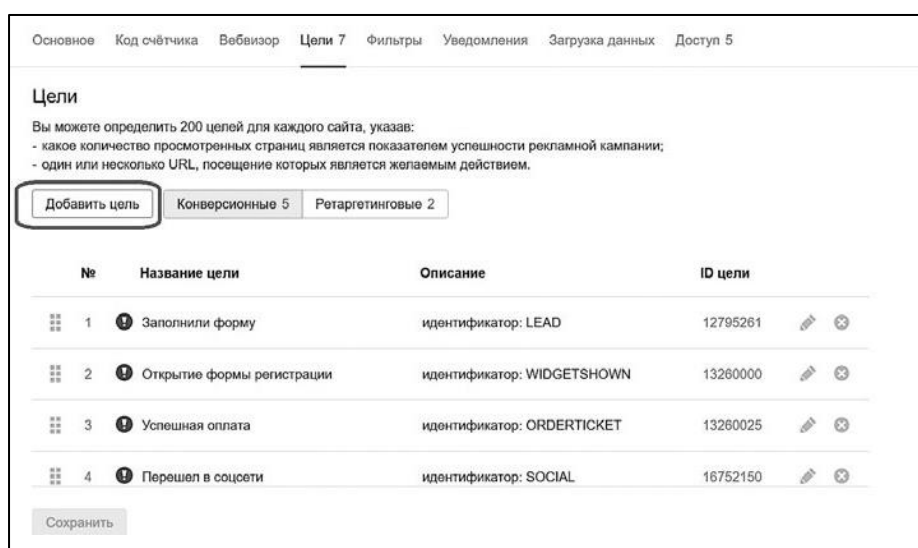 Основное Код счётчика Вебвизор Цели 7 Фильтры Уведомления Загрузка данных Доступ 5
Цели
Вы можете определить 200 целей для каждого сайта, указав:
- какое количество просмотренных страниц является показателем успешности рекламной кампании;
- один или несколько URL, посещение которых является желаемым действием.
Добавить цель Конверсионные 5 Ретаргетинговые 2
№ Название цели Описание ID цели
1 Заполнили форму идентификатор: LEAD 12795261
2 Открытие формы регистрации идентификатор: WIDGETSHOWN 13260000
3 Успешная оплата идентификатор: ORDERTICKET 13260025
4 Перешел в соцсети идентификатор: SOCIAL 16752150
Сохранить